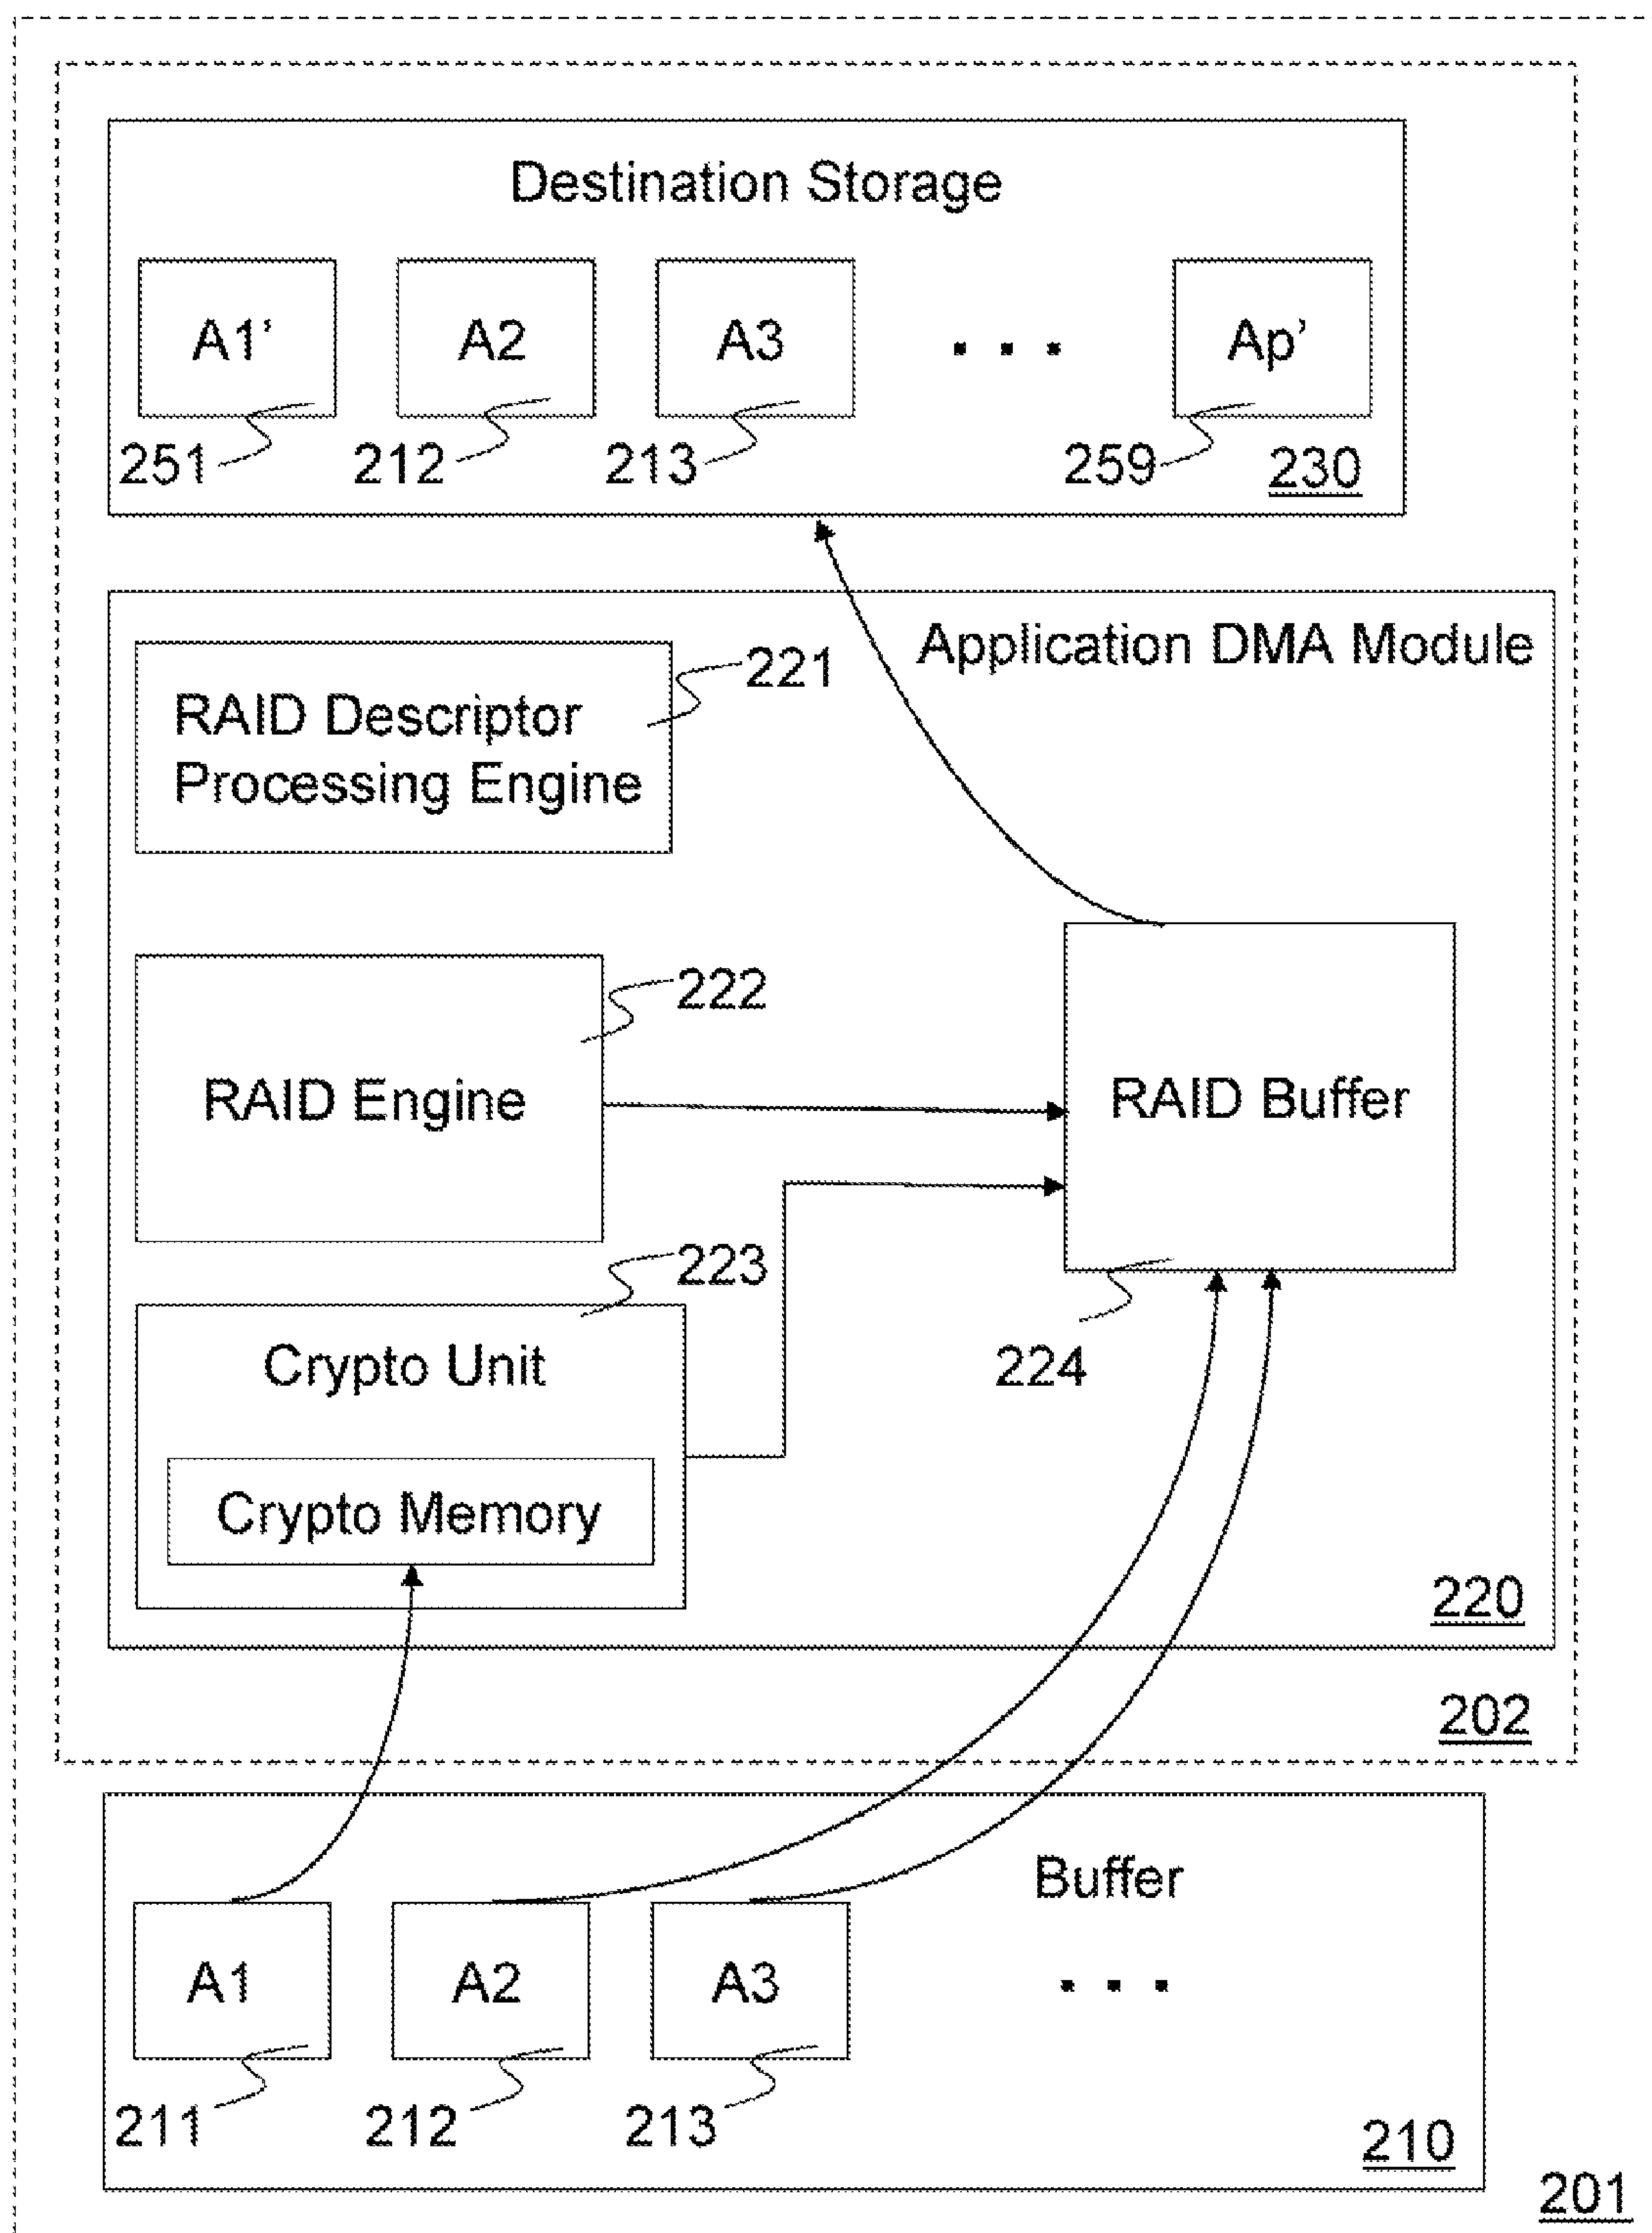 Destination Storage
A1’ A2 A3 . . . Ap’
251 212 213 259 230
Application DMA Module
221
RAID Descriptor
Processing Engine
222
RAID Engine
RAID Buffer
223
Crypto Unit
224
Crypto Memory
220
202
Buffer
A1 A2 A3 . . .
211 212 213 210
201